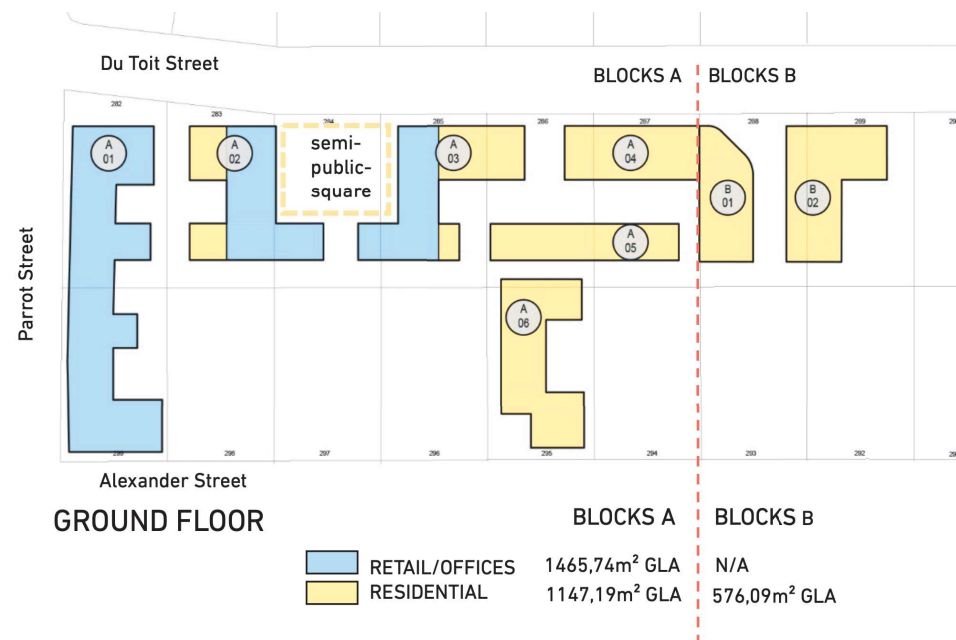 Du Toit Street
BLOCKS A
BLOCKS B
282
283
284
285
286
287
288
289
A
01
A
02
semi-
public-
square
A
03
A
04
B
01
B
02
A
05
A
06
Parrot Street
299
298
297
296
295
294
293
292
Alexander Street
GROUND FLOOR
BLOCKS A
BLOCKS B
RETAIL/OFFICES 1465,74m² GLA N/A
RESIDENTIAL 1147,19m² GLA 576,09m² GLA